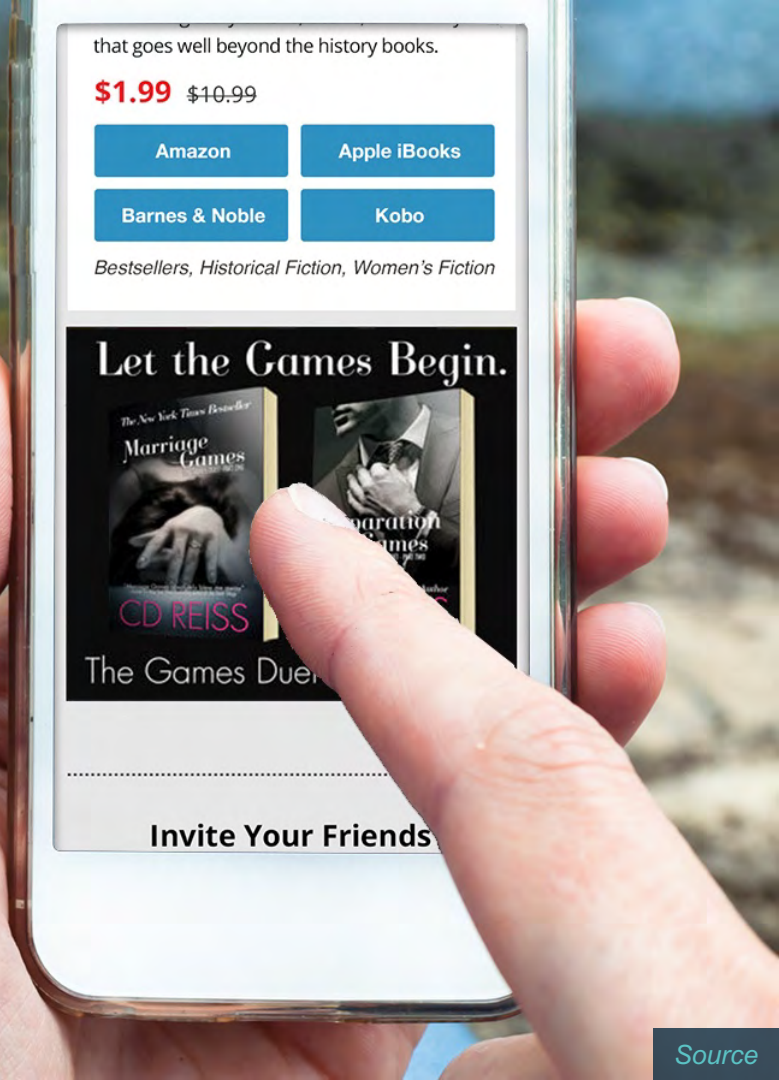 that goes well beyond the history books.
$1.99 $10.99
Amazon Apple iBooks
Barnes & Noble Kobo
Bestsellers, Historical Fiction, Women's Fiction
Let the Games Begin.
The New York Times Bestseller
Marriage
Games
CD REISS
The Games
Invite Your Friends
Source